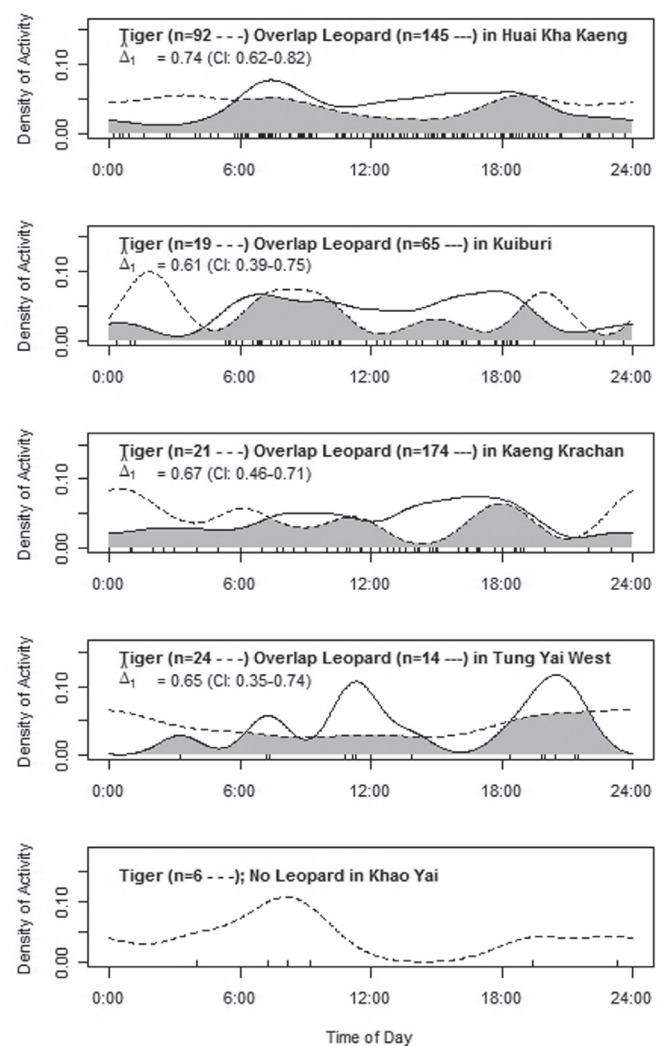 Tiger (n=92 - - -) Overlap Leopard (n=145 ---) in Huai Kha Kaeng
Δ̂1 = 0.74 (CI: 0.62-0.82)
Density of Activity
0.10
0.00
0:00 6:00 12:00 18:00 24:00
Tiger (n=19 - - -) Overlap Leopard (n=65 ---) in Kuiburi
Δ̂1 = 0.61 (CI: 0.39-0.75)
Density of Activity
0.10
0.00
0:00 6:00 12:00 18:00 24:00
Tiger (n=21 - - -) Overlap Leopard (n=174 ---) in Kaeng Krachan
Δ̂1 = 0.67 (CI: 0.46-0.71)
Density of Activity
0.10
0.00
0:00 6:00 12:00 18:00 24:00
Tiger (n=24 - - -) Overlap Leopard (n=14 ---) in Tung Yai West
Δ̂1 = 0.65 (CI: 0.35-0.74)
Density of Activity
0.10
0.00
0:00 6:00 12:00 18:00 24:00
Tiger (n=6 - - -); No Leopard in Khao Yai
Density of Activity
0.10
0.00
0:00 6:00 12:00 18:00 24:00
Time of Day